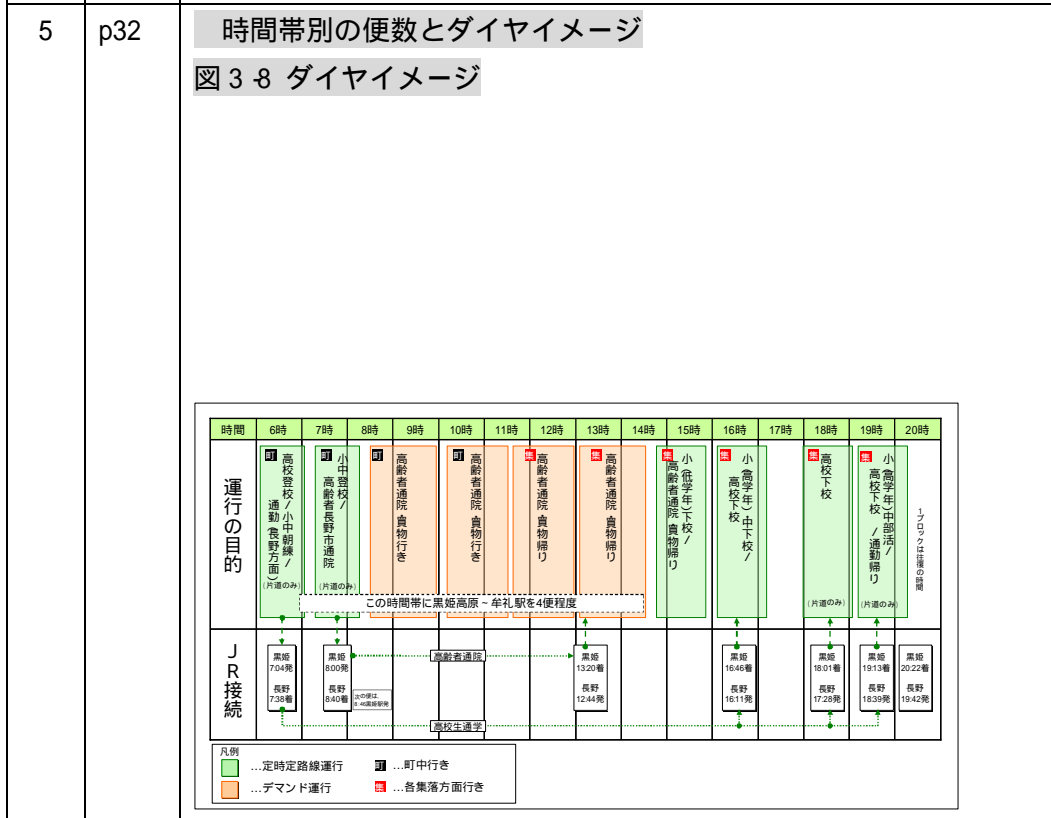 5 p32 時間帯別の便数とダイヤイメージ
図 3-8 ダイヤイメージ
時間 6時 7時 8時 9時 10時 11時 12時 13時 14時 15時 16時 17時 18時 19時 20時
運行の目的
町 高校登校/小中朝練/
通勤(長野方面)
(片道のみ)
町 小中登校/
高齢者長野市通院
(片道のみ)
町 高齢者通院・買物行き
町 高齢者通院・買物行き
集 高齢者通院・買物帰り
集 高齢者通院・買物帰り
集 小(低学年)下校/
高齢者通院・買物帰り
集 小(高学年)・中下校/
高校下校
集 高校下校
(片道のみ)
集 小(高学年)中部活/
高校下校/通勤帰り
(片道のみ)
1ブロックは往復の時間
この時間帯に黒姫高原~牟礼駅を4便程度
JR接続
黒姫
7:04発
長野
7:38着
黒姫
8:00発
長野
8:40着
次の便は、
8:46黒姫駅発
高齢者通院
黒姫
13:20着
長野
12:44発
黒姫
16:46着
長野
16:11発
黒姫
18:01着
長野
17:28発
黒姫
19:13着
長野
18:39発
黒姫
20:22着
長野
19:42発
高校生通学
凡例
…定時定路線運行 町 …町中行き
…デマンド運行 集 …各集落方面行き